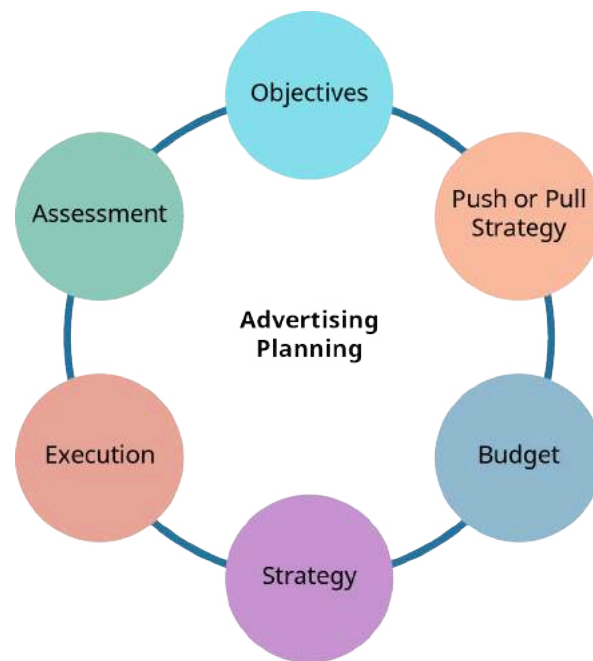 Objectives
Push or Pull
Strategy
Budget
Strategy
Execution
Assessment
Advertising
Planning